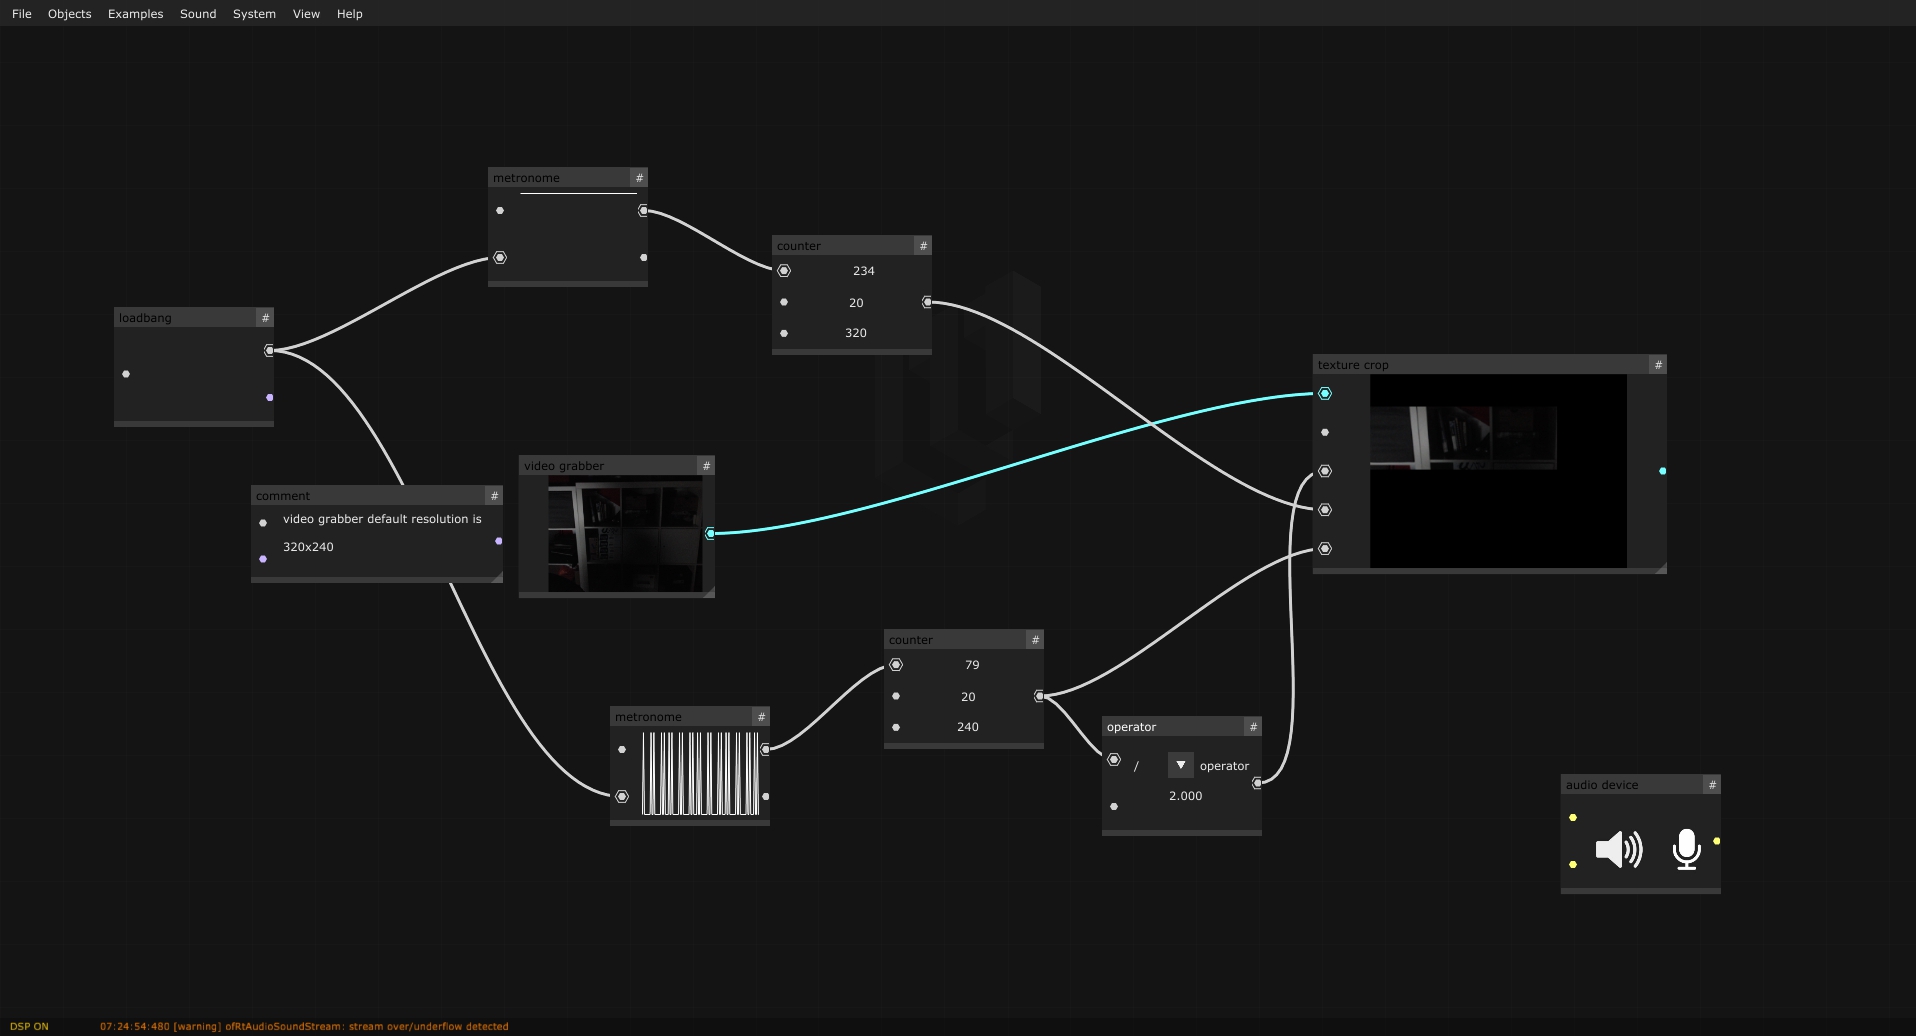 File Objects Examples Sound System View Help
metronome #
counter #
234
20
320
loadbang #
texture crop #
video grabber #
comment #
video grabber default resolution is
320x240
counter #
79
20
240
metronome #
operator #
/ ▼ operator
2.000
audio device #
DSP ON 07:24:54:480 [warning] ofRtAudioSoundStream: stream over/underflow detected